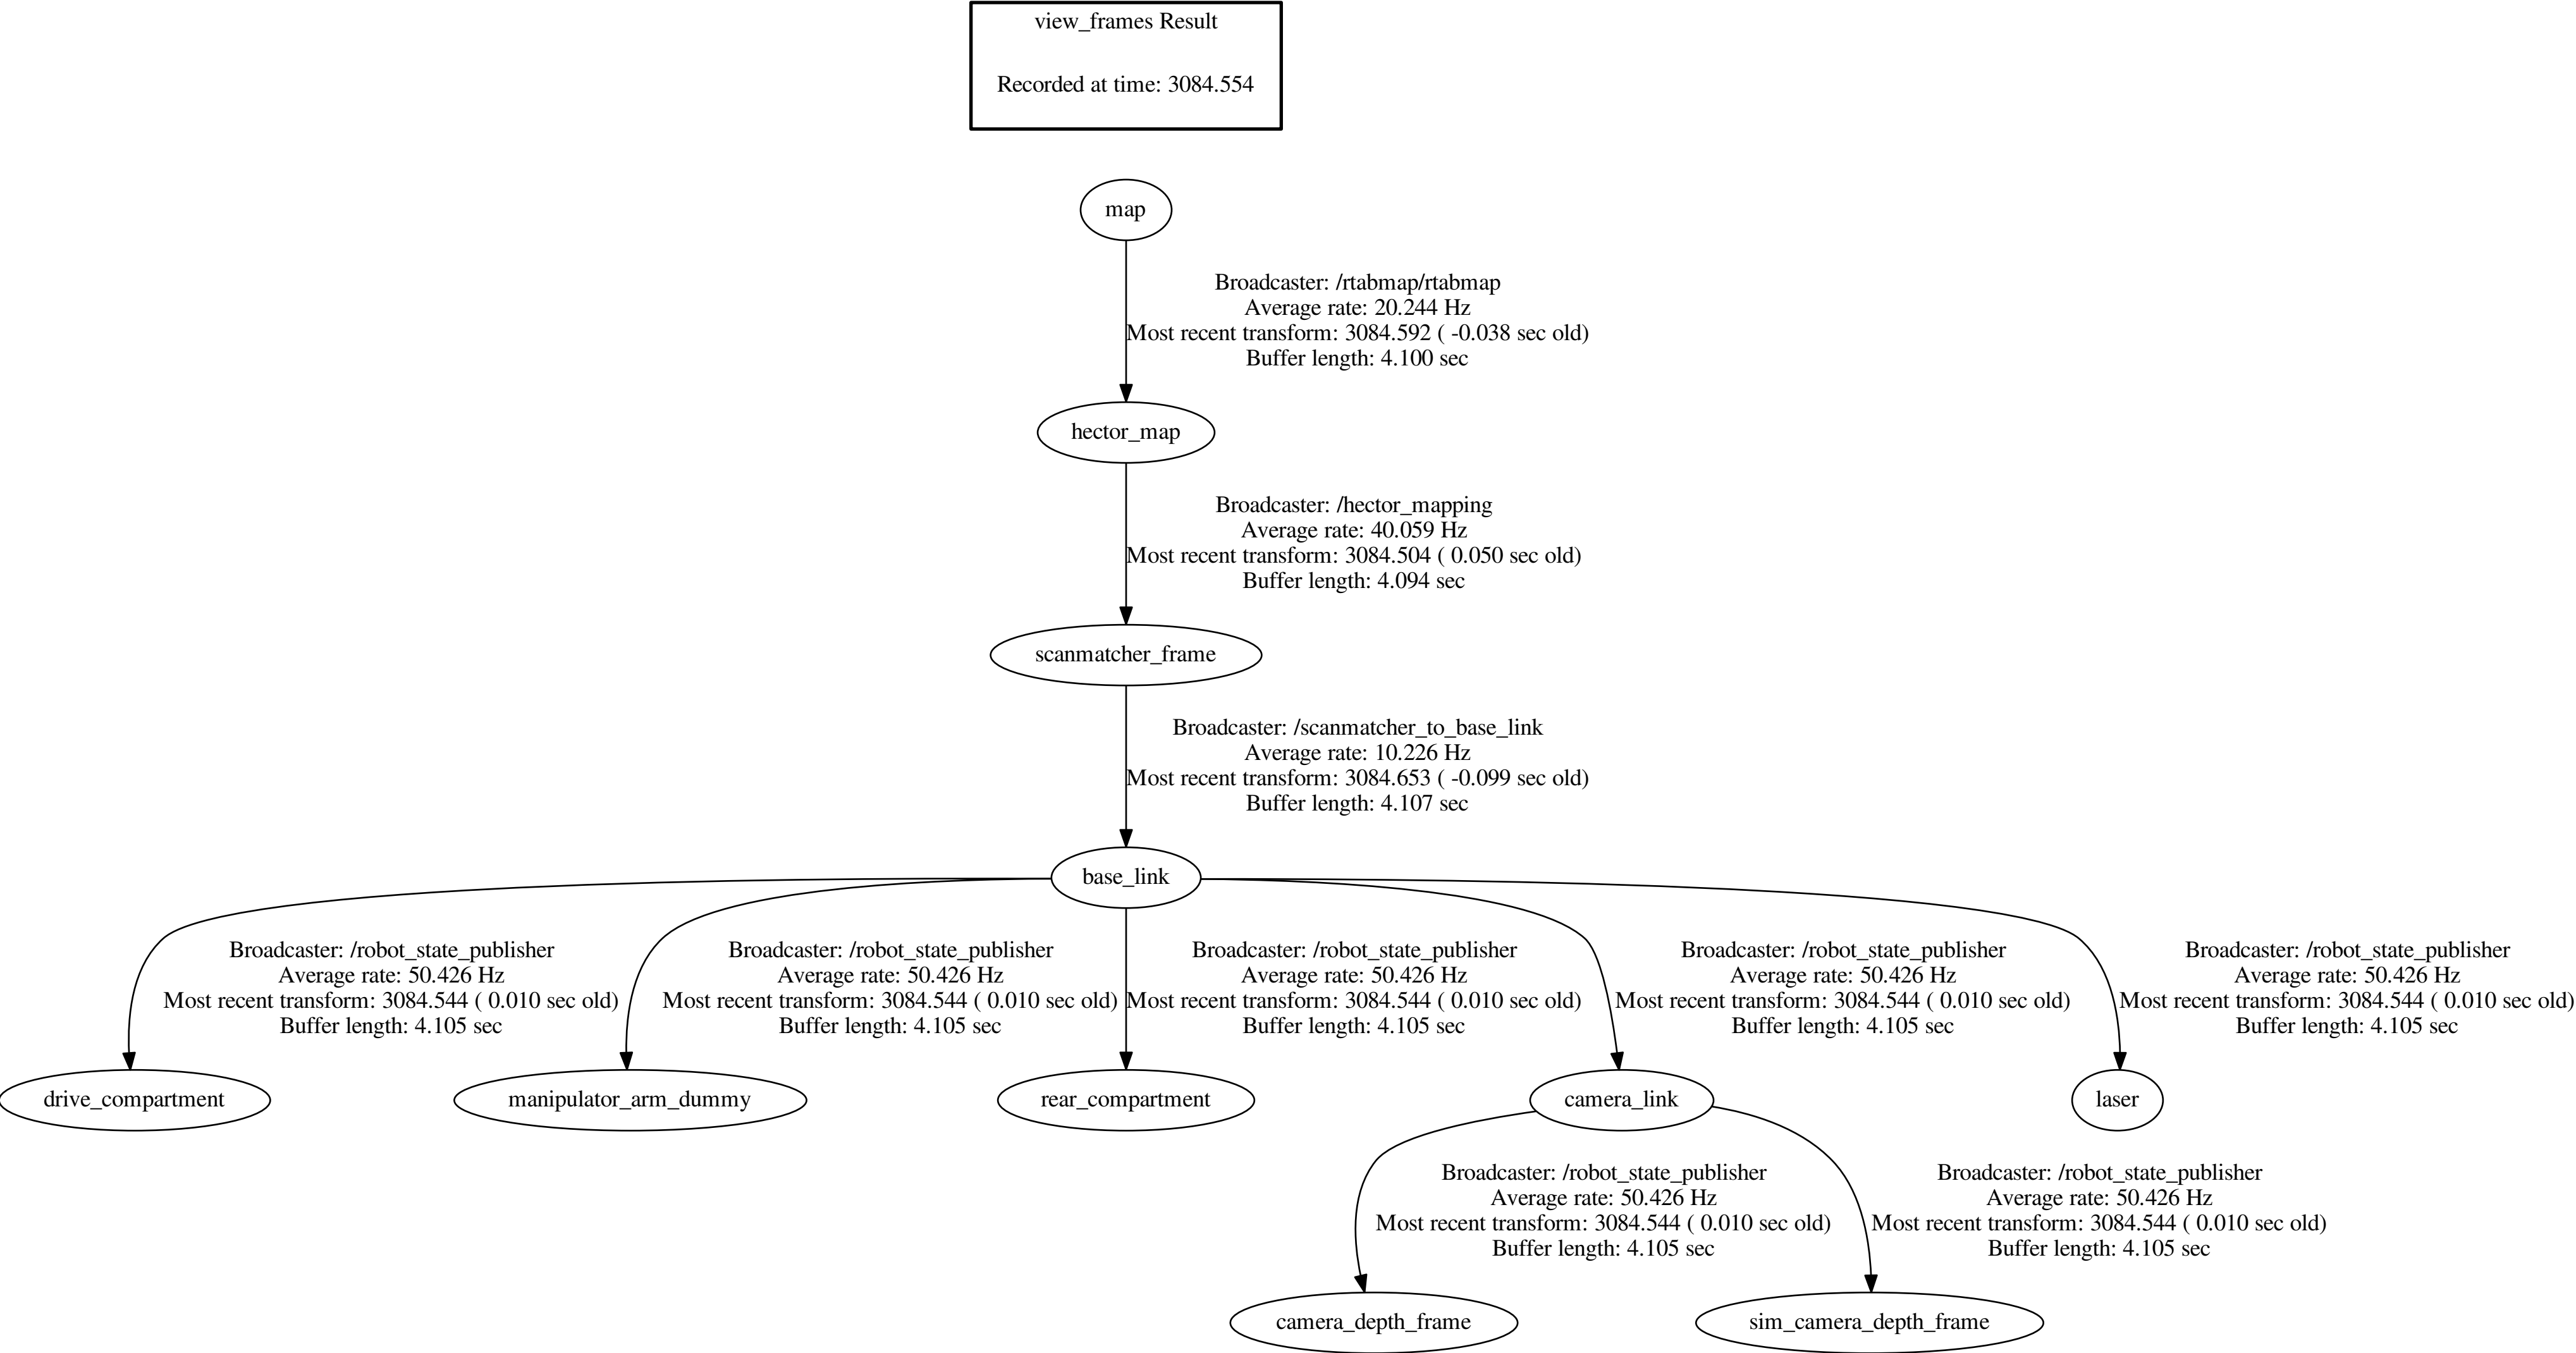 view_frames Result
Recorded at time: 3084.554
map
Broadcaster: /rtabmap/rtabmap
Average rate: 20.244 Hz
Most recent transform: 3084.592 ( -0.038 sec old)
Buffer length: 4.100 sec
hector_map
Broadcaster: /hector_mapping
Average rate: 40.059 Hz
Most recent transform: 3084.504 ( 0.050 sec old)
Buffer length: 4.094 sec
scanmatcher_frame
Broadcaster: /scanmatcher_to_base_link
Average rate: 10.226 Hz
Most recent transform: 3084.653 ( -0.099 sec old)
Buffer length: 4.107 sec
base_link
Broadcaster: /robot_state_publisher
Average rate: 50.426 Hz
Most recent transform: 3084.544 ( 0.010 sec old)
Buffer length: 4.105 sec
Broadcaster: /robot_state_publisher
Average rate: 50.426 Hz
Most recent transform: 3084.544 ( 0.010 sec old)
Buffer length: 4.105 sec
Broadcaster: /robot_state_publisher
Average rate: 50.426 Hz
Most recent transform: 3084.544 ( 0.010 sec old)
Buffer length: 4.105 sec
Broadcaster: /robot_state_publisher
Average rate: 50.426 Hz
Most recent transform: 3084.544 ( 0.010 sec old)
Buffer length: 4.105 sec
Broadcaster: /robot_state_publisher
Average rate: 50.426 Hz
Most recent transform: 3084.544 ( 0.010 sec old)
Buffer length: 4.105 sec
drive_compartment
manipulator_arm_dummy
rear_compartment
camera_link
laser
Broadcaster: /robot_state_publisher
Average rate: 50.426 Hz
Most recent transform: 3084.544 ( 0.010 sec old)
Buffer length: 4.105 sec
Broadcaster: /robot_state_publisher
Average rate: 50.426 Hz
Most recent transform: 3084.544 ( 0.010 sec old)
Buffer length: 4.105 sec
camera_depth_frame
sim_camera_depth_frame